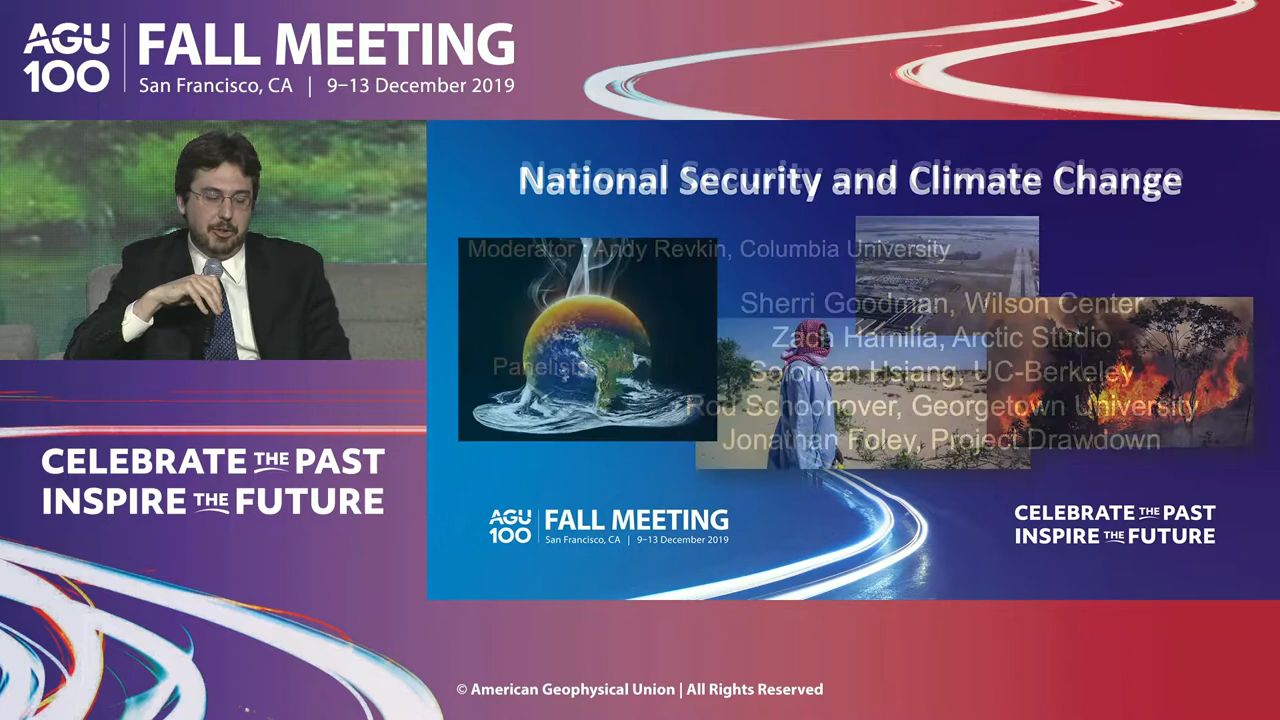 AGU
100
FALL MEETING
San Francisco, CA | 9–13 December 2019
National Security and Climate Change
Moderator Andy Revkin, Columbia University
Sherri Goodman, Wilson Center
Zach Hamilla, Arctic Studio
Panelists
Soloman Hsiang, UC-Berkeley
Rod Schoonover, Georgetown University
Jonathan Foley, Project Drawdown
CELEBRATE THE PAST
INSPIRE THE FUTURE
AGU
100
FALL MEETING
San Francisco, CA | 9–13 December 2019
CELEBRATE THE PAST
INSPIRE THE FUTURE
© American Geophysical Union | All Rights Reserved